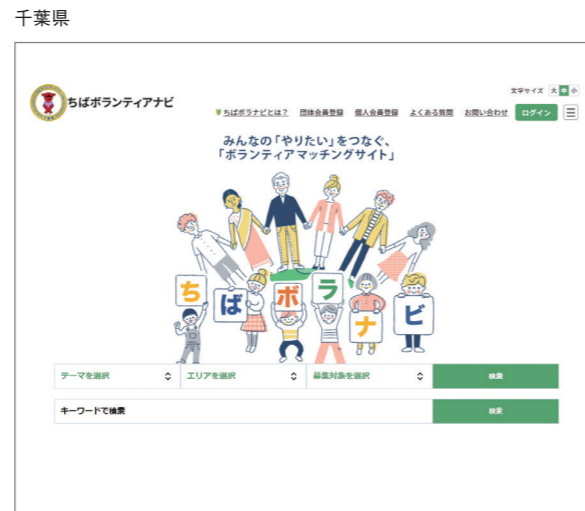 千葉県
文字サイズ 大 中 小
ちばボランティアナビ
ちばボラナビとは？ 団体会員登録 個人会員登録 よくある質問 お問い合わせ ログイン
みんなの「やりたい」をつなぐ、
「ボランティアマッチングサイト」
ちばボラナビ
テーマを選択 エリアを選択 募集対象を選択 検索
キーワードで検索 検索